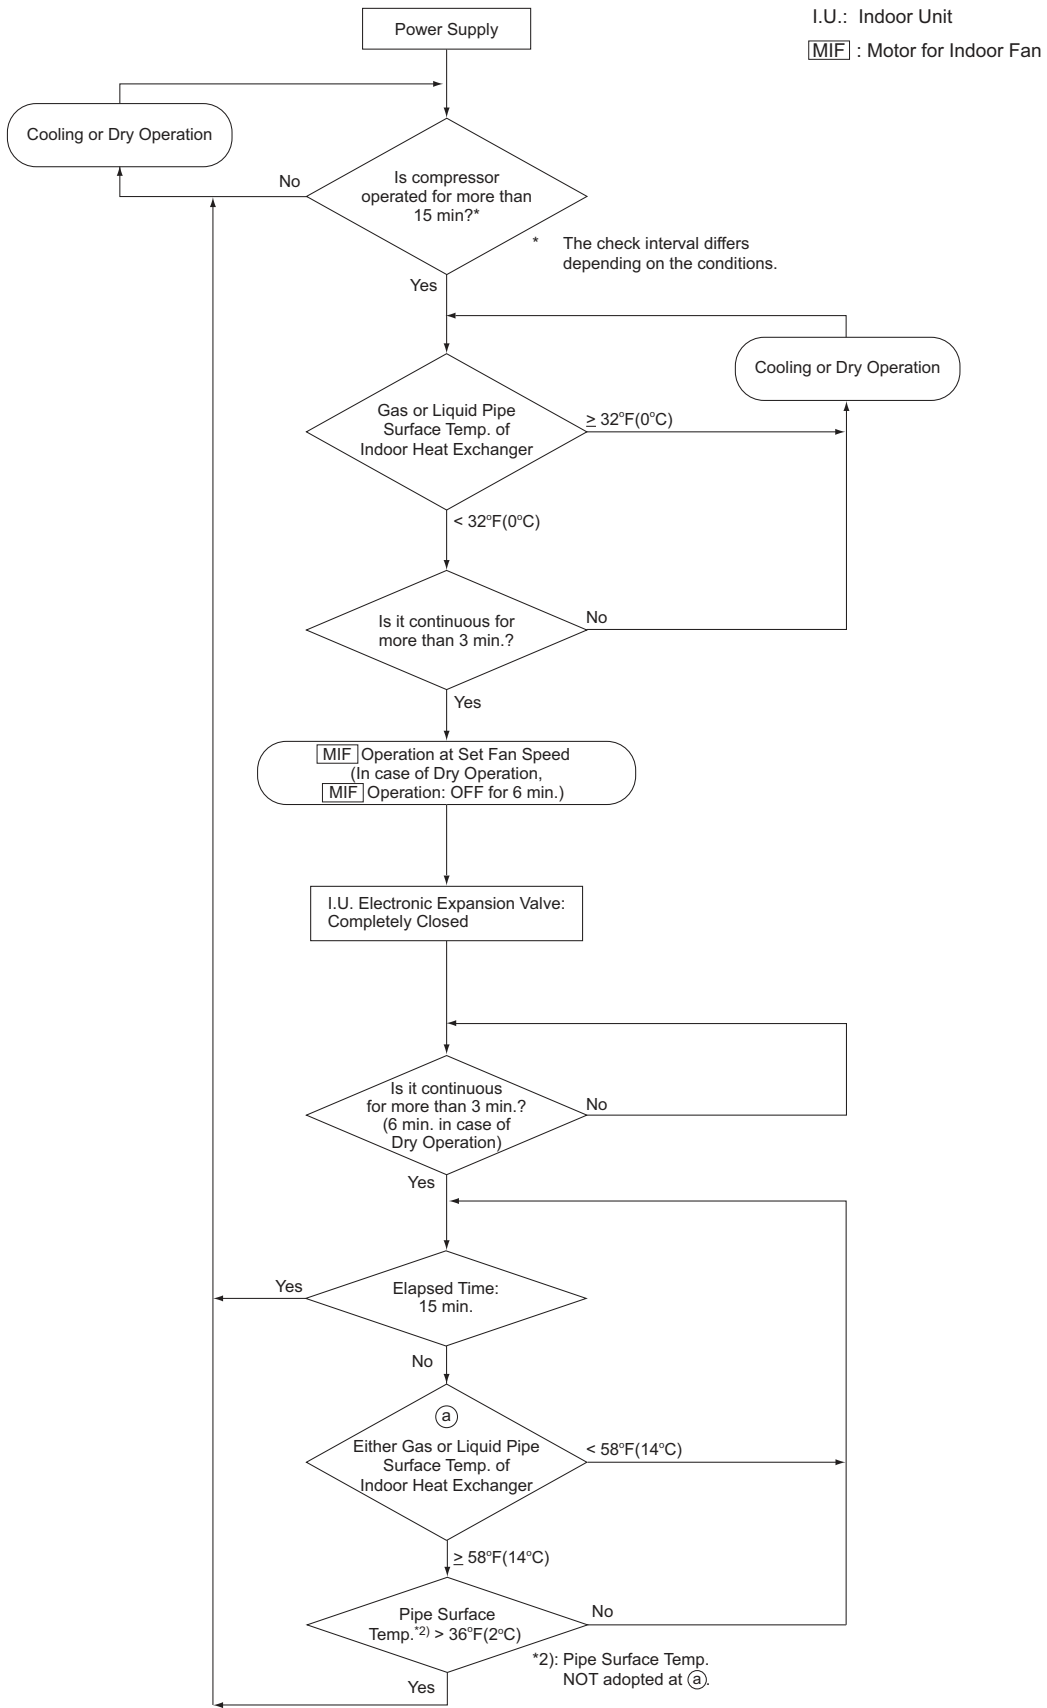 Power Supply
I.U.: Indoor Unit
MIF : Motor for Indoor Fan
Cooling or Dry Operation
Is compressor
operated for more than
15 min?*
No
* The check interval differs
depending on the conditions.
Yes
Cooling or Dry Operation
Gas or Liquid Pipe
Surface Temp. of
Indoor Heat Exchanger
≥ 32°F(0°C)
< 32°F(0°C)
Is it continuous for
more than 3 min.?
No
Yes
MIF Operation at Set Fan Speed
(In case of Dry Operation,
MIF Operation: OFF for 6 min.)
I.U. Electronic Expansion Valve:
Completely Closed
Is it continuous
for more than 3 min.?
(6 min. in case of
Dry Operation)
No
Yes
Elapsed Time:
15 min.
Yes
No
ⓐ
Either Gas or Liquid Pipe
Surface Temp. of
Indoor Heat Exchanger
< 58°F(14°C)
≥ 58°F(14°C)
Pipe Surface
Temp.*2) > 36°F(2°C)
No
*2): Pipe Surface Temp.
NOT adopted at ⓐ.
Yes